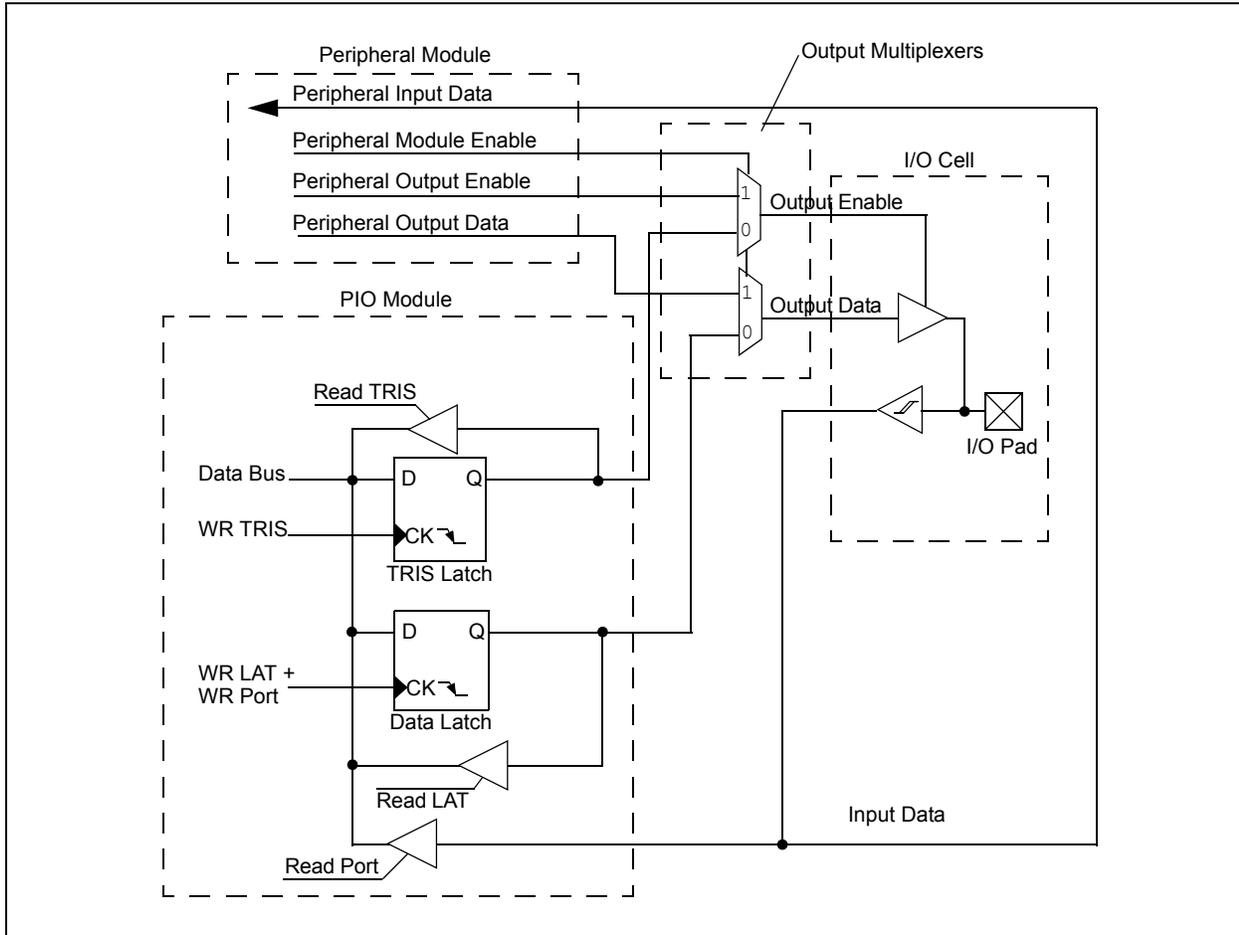 Output Multiplexers
Peripheral Module
Peripheral Input Data
Peripheral Module Enable
Peripheral Output Enable
Peripheral Output Data
1
0
1
0
I/O Cell
Output Enable
Output Data
I/O Pad
PIO Module
Read TRIS
Data Bus
D
Q
WR TRIS
CK
TRIS Latch
D
Q
WR LAT +
WR Port
CK
Data Latch
Read LAT
Input Data
Read Port